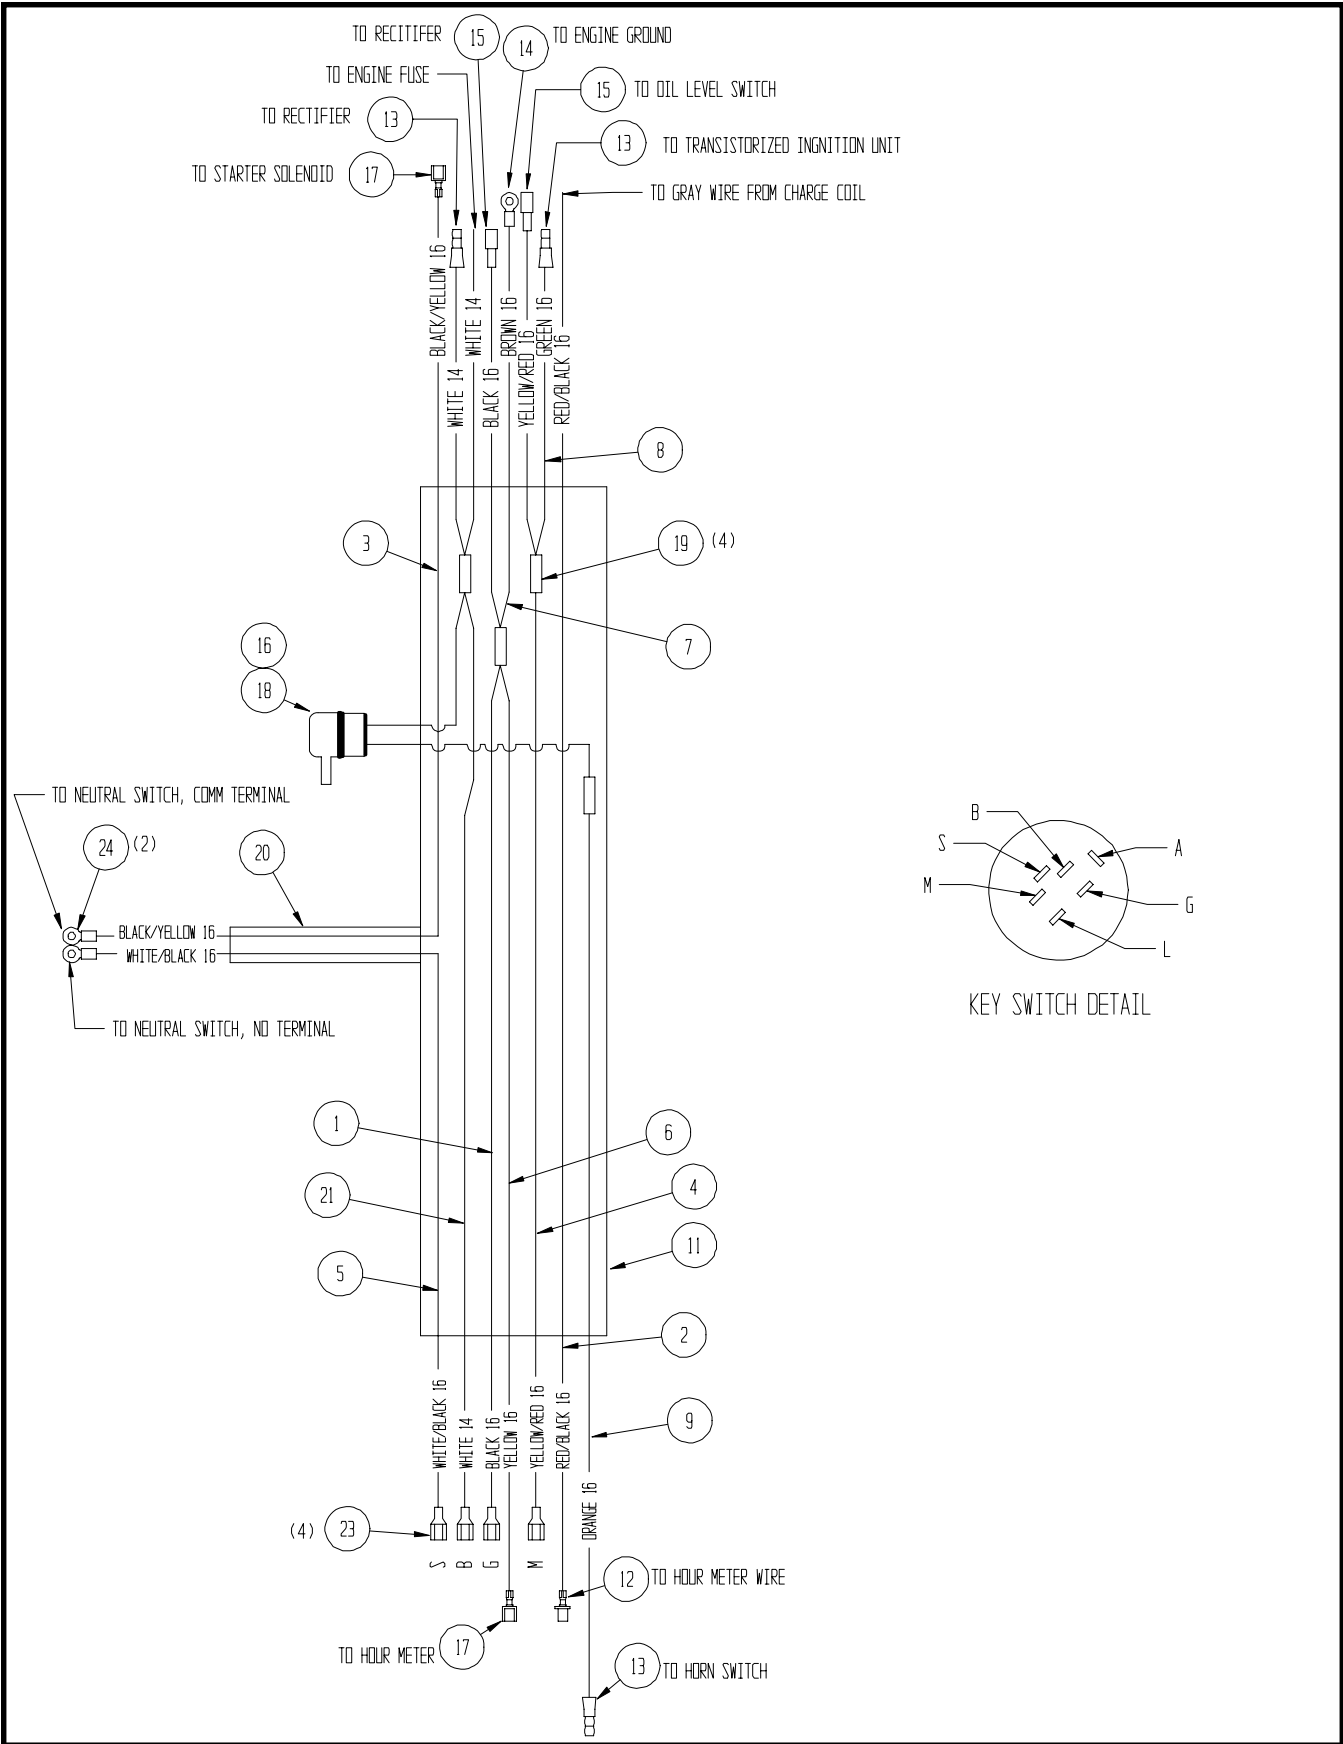 TO RECITIFER
15
14
TO ENGINE GROUND
TO ENGINE FUSE
15
TO OIL LEVEL SWITCH
TO RECTIFIER
13
13
TO TRANSISTORIZED INGNITION UNIT
TO STARTER SOLENOID
17
TO GRAY WIRE FROM CHARGE COIL
BLACK/YELLOW 16
WHITE 14
WHITE 14
BLACK 16
BROWN 16
YELLOW/RED 16
GREEN 16
RED/BLACK 16
8
3
19
(4)
7
16
18
TO NEUTRAL SWITCH, COMM TERMINAL
24
(2)
20
BLACK/YELLOW 16
WHITE/BLACK 16
TO NEUTRAL SWITCH, NO TERMINAL
B
S
A
M
G
L
KEY SWITCH DETAIL
1
6
21
4
11
5
2
9
WHITE/BLACK 16
WHITE 14
BLACK 16
YELLOW 16
YELLOW/RED 16
RED/BLACK 16
ORANGE 16
(4)
23
S
B
G
M
12
TO HOUR METER WIRE
TO HOUR METER
17
13
TO HORN SWITCH